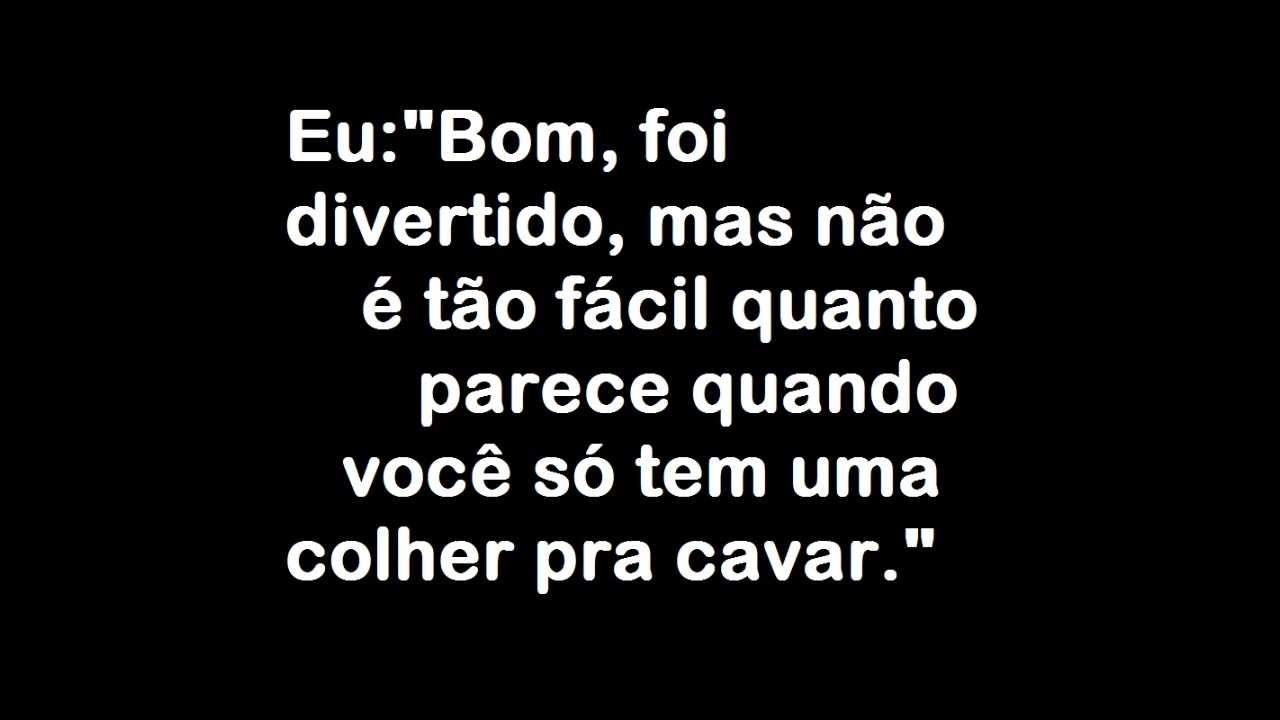 Eu:"Bom, foi
divertido, mas não
é tão fácil quanto
parece quando
você só tem uma
colher pra cavar."